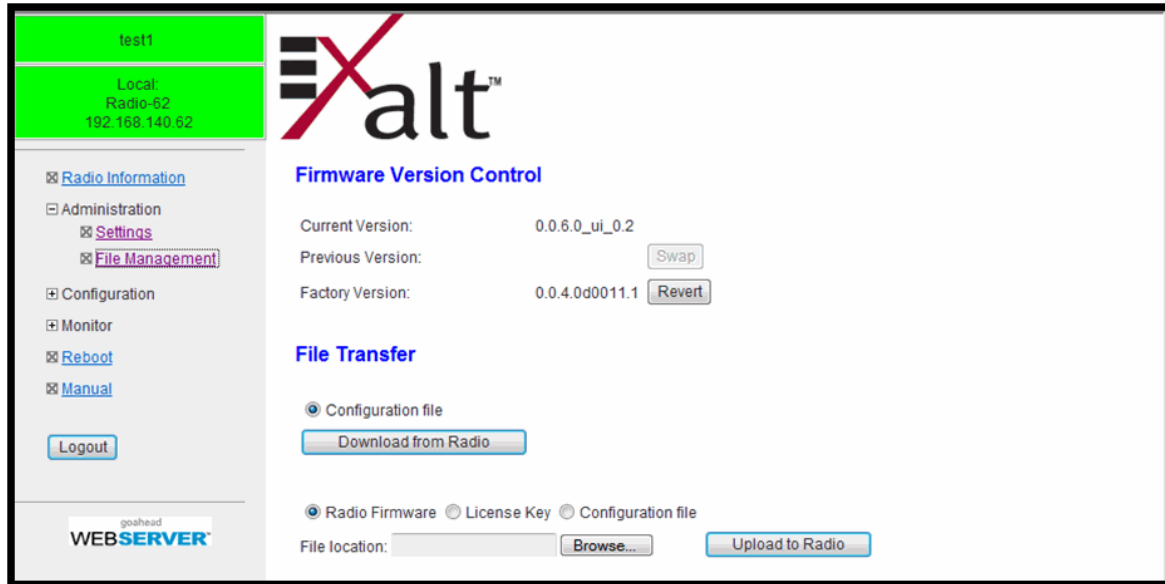 test1
Local:
Radio-62
192.168.140.62
EXalt™
Radio Information
Administration
Settings
File Management
Configuration
Monitor
Reboot
Manual
Logout
goahead
WEBSERVER
Firmware Version Control
Current Version: 0.0.6.0_ui_0.2
Previous Version: Swap
Factory Version: 0.0.4.0d0011.1 Revert
File Transfer
Configuration file
Download from Radio
Radio Firmware License Key Configuration file
File location: Browse... Upload to Radio